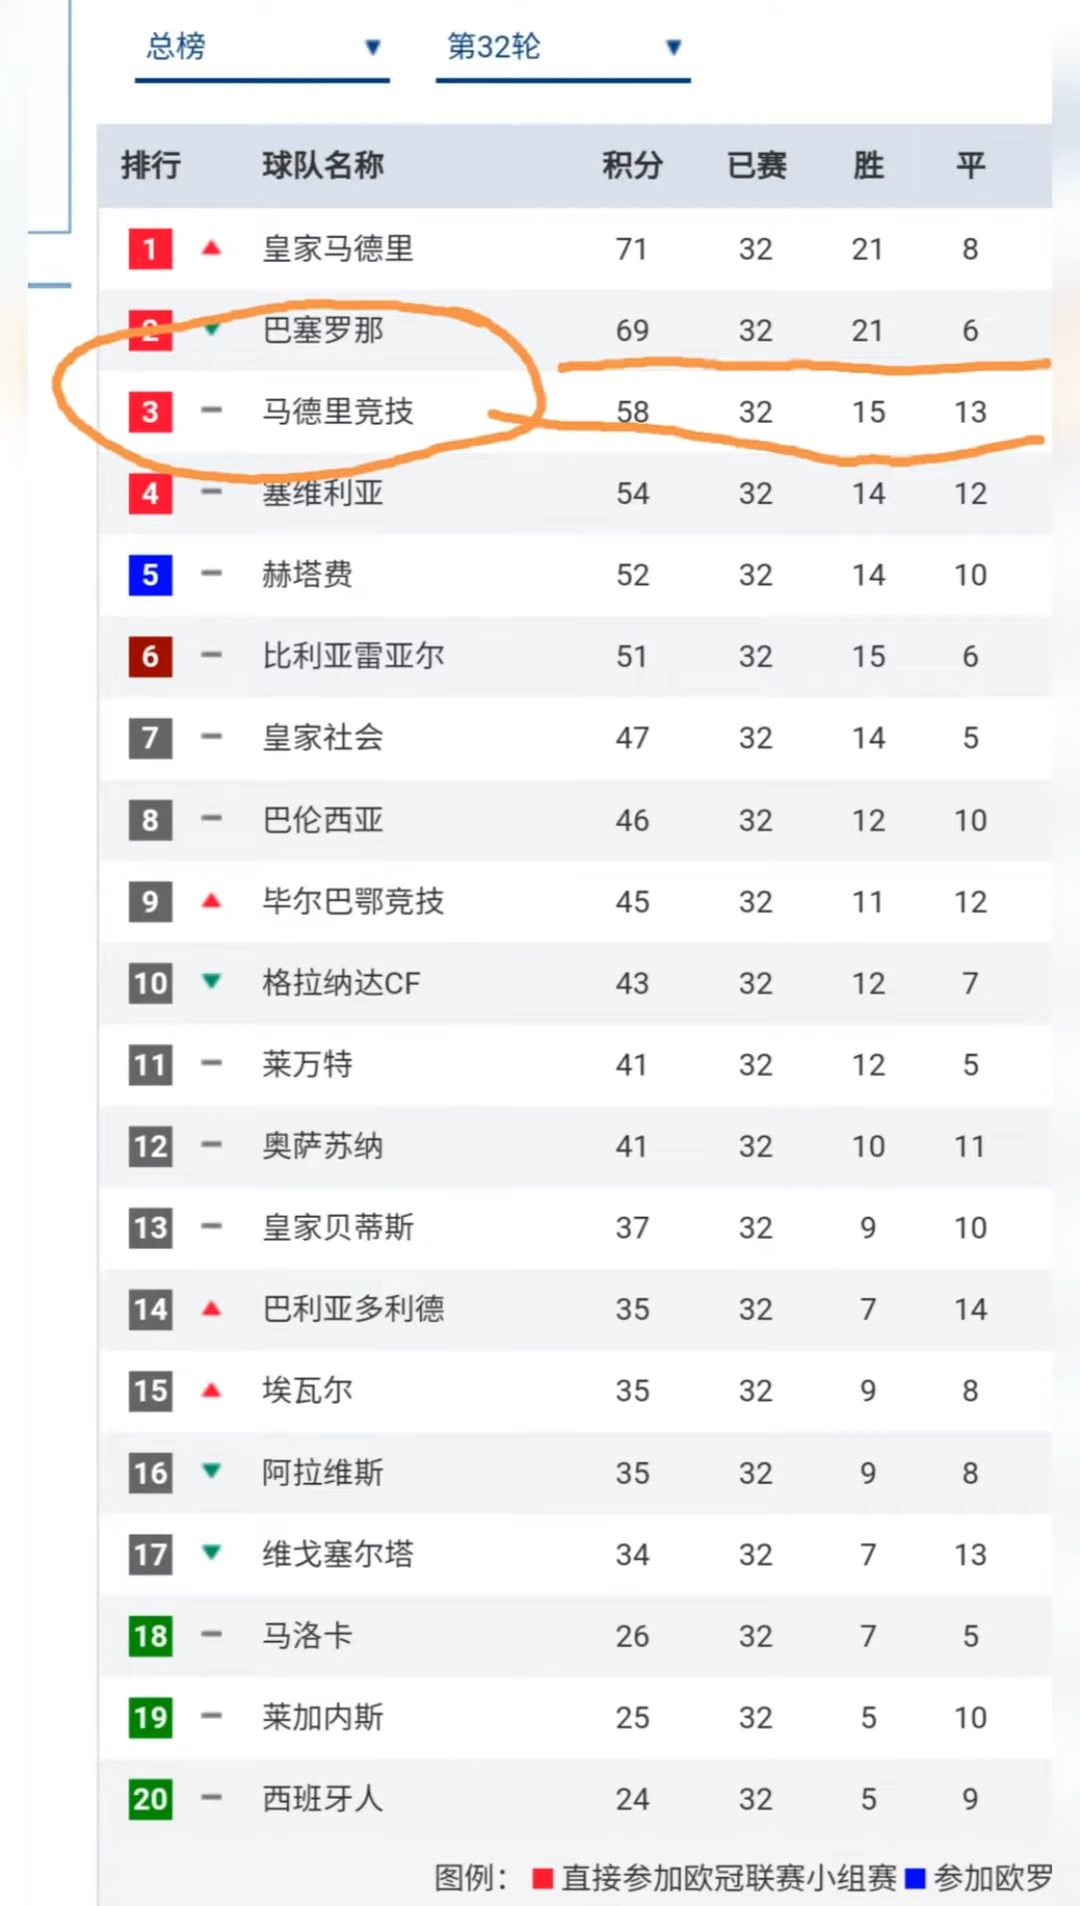 总榜 ▼ 第32轮 ▼
排行 球队名称 积分 已赛 胜 平
1 ▲ 皇家马德里 71 32 21 8
2 ▼ 巴塞罗那 69 32 21 6
3 — 马德里竞技 58 32 15 13
4 — 塞维利亚 54 32 14 12
5 — 赫塔费 52 32 14 10
6 — 比利亚雷亚尔 51 32 15 6
7 — 皇家社会 47 32 14 5
8 — 巴伦西亚 46 32 12 10
9 ▲ 毕尔巴鄂竞技 45 32 11 12
10 ▼ 格拉纳达CF 43 32 12 7
11 — 莱万特 41 32 12 5
12 — 奥萨苏纳 41 32 10 11
13 — 皇家贝蒂斯 37 32 9 10
14 ▲ 巴利亚多利德 35 32 7 14
15 ▲ 埃瓦尔 35 32 9 8
16 ▼ 阿拉维斯 35 32 9 8
17 ▼ 维戈塞尔塔 34 32 7 13
18 — 马洛卡 26 32 7 5
19 — 莱加内斯 25 32 5 10
20 — 西班牙人 24 32 5 9
图例： 直接参加欧冠联赛小组赛 参加欧罗